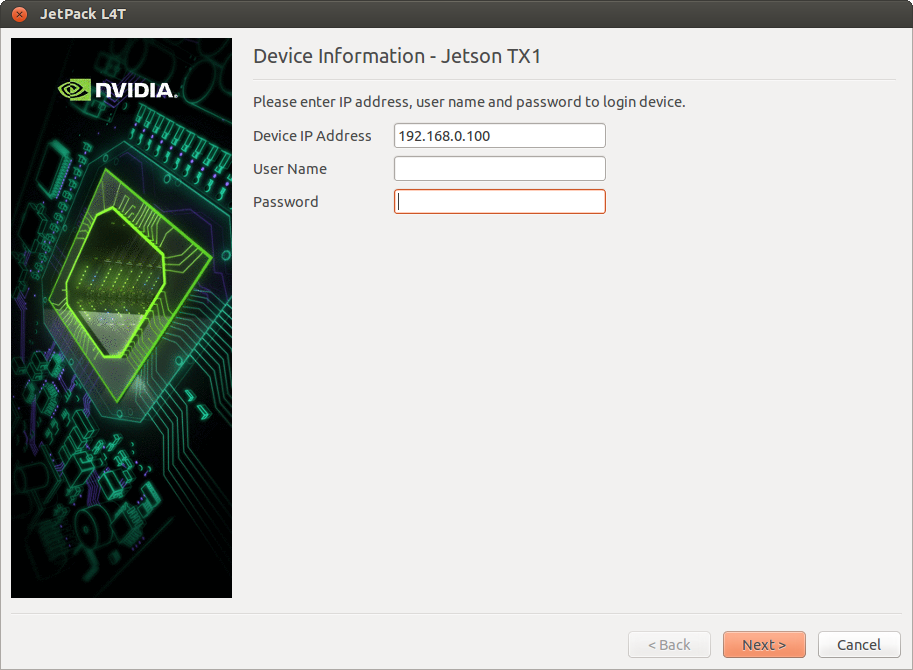 JetPack L4T
NVIDIA.
Device Information - Jetson TX1
Please enter IP address, user name and password to login device.
Device IP Address 192.168.0.100
User Name
Password
< Back Next > Cancel